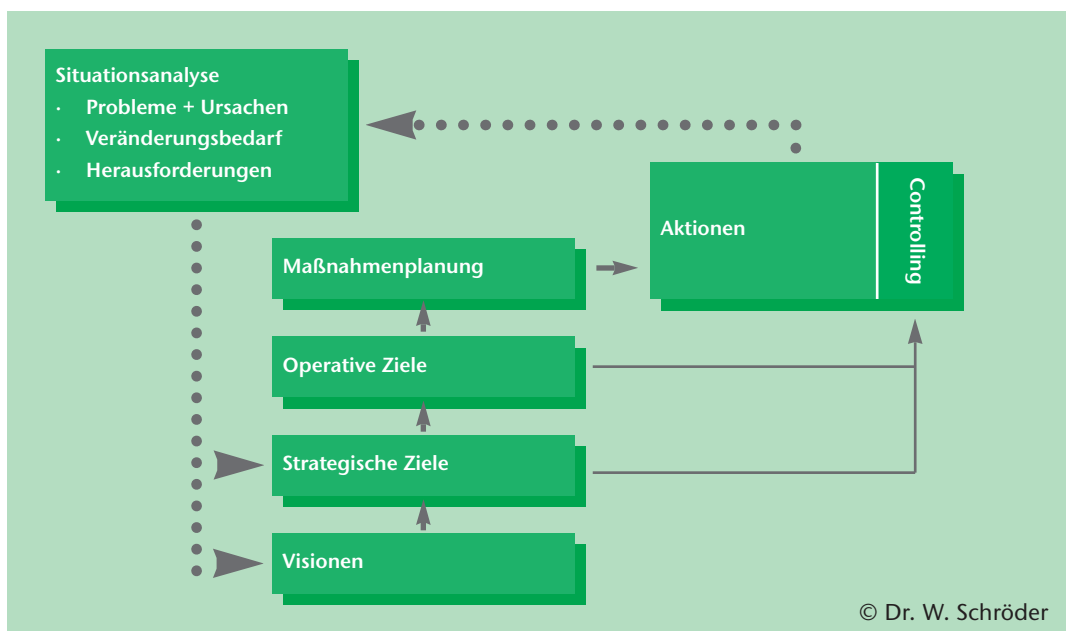 Situationsanalyse
· Probleme + Ursachen
· Veränderungsbedarf
· Herausforderungen
Aktionen
Controlling
Maßnahmenplanung
Operative Ziele
Strategische Ziele
Visionen
© Dr. W. Schröder